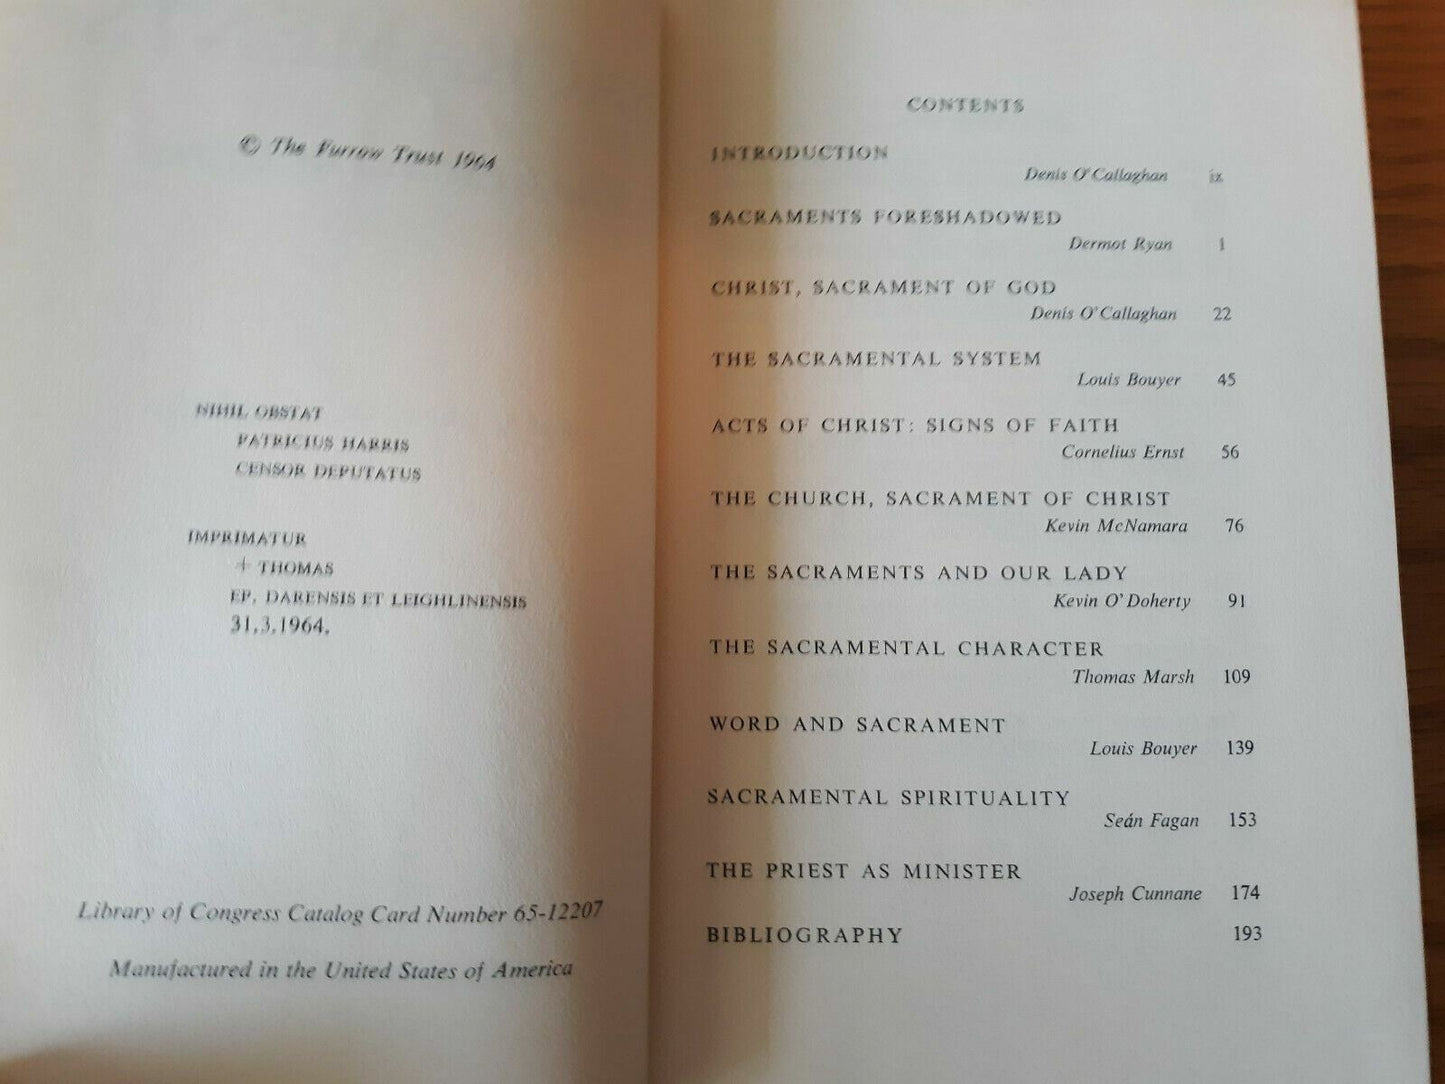 © The Furrow Trust 1964
NIHIL OBSTAT
PATRICIUS HARRIS
CENSOR DEPUTATUS
IMPRIMATUR
+ THOMAS
EP. DARENSIS ET LEIGHLINENSIS
31.3.1964.
Library of Congress Catalog Card Number 65-12207
Manufactured in the United States of America
CONTENTS
INTRODUCTION
Denis O'Callaghan ix
SACRAMENTS FORESHADOWED
Dermot Ryan 1
CHRIST, SACRAMENT OF GOD
Denis O'Callaghan 22
THE SACRAMENTAL SYSTEM
Louis Bouyer 45
ACTS OF CHRIST: SIGNS OF FAITH
Cornelius Ernst 56
THE CHURCH, SACRAMENT OF CHRIST
Kevin McNamara 76
THE SACRAMENTS AND OUR LADY
Kevin O'Doherty 91
THE SACRAMENTAL CHARACTER
Thomas Marsh 109
WORD AND SACRAMENT
Louis Bouyer 139
SACRAMENTAL SPIRITUALITY
Seán Fagan 153
THE PRIEST AS MINISTER
Joseph Cunnane 174
BIBLIOGRAPHY 193